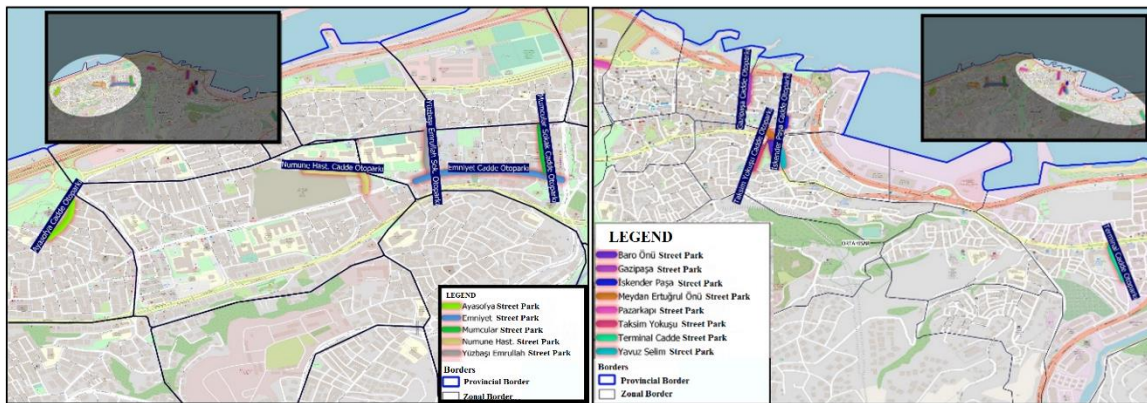 Ayasofya Cadde Otoparkı
Numune Hast. Cadde Otoparkı
Yüzbaşı Emrullah Sok. Otoparkı
Emniyet Cadde Otoparkı
Mumcular Sokak Cadde Otoparkı
LEGEND
Ayasofya Street Park
Emniyet Street Park
Mumcular Street Park
Numune Hast. Street Park
Yüzbaşı Emrullah Street Park
Borders
Provincial Border
Zonal Border
Gazipaşa Cadde Otoparkı
Taksim Yokuşu Cadde Otoparkı
İskender Paşa Cadde Otoparkı
Terminal Cadde Otoparkı
ORTAHİSAR
LEGEND
Baro Önü Street Park
Gazipaşa Street Park
İskender Paşa Street Park
Meydan Ertuğrul Önü Street Park
Pazarkapı Street Park
Taksim Yokuşu Street Park
Terminal Cadde Street Park
Yavuz Selim Street Park
Borders
Provincial Border
Zonal Border